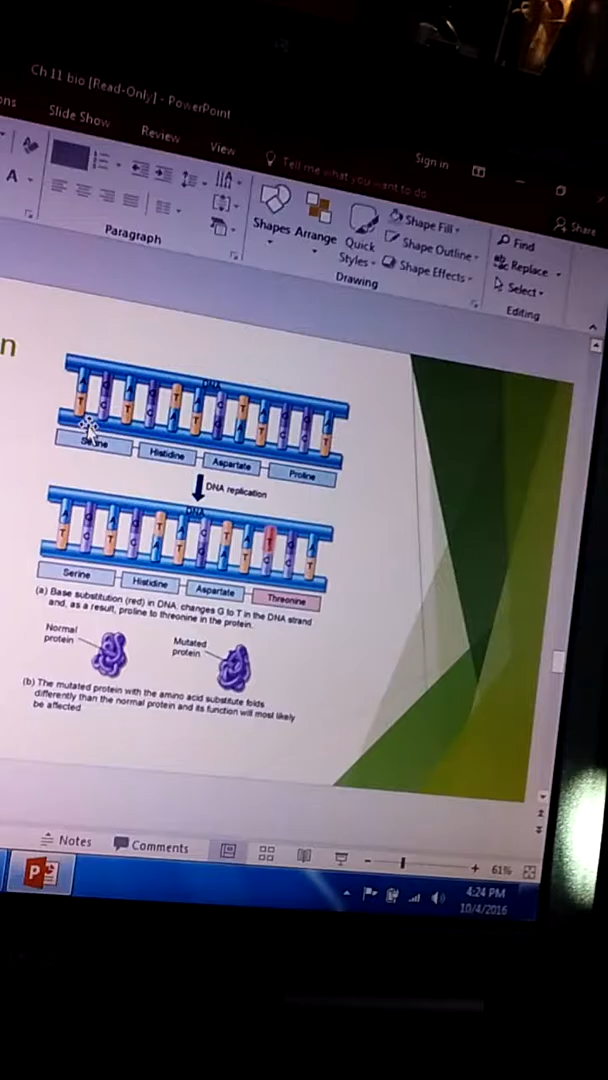 Ch 11 bio [Read-Only] - PowerPoint
ons Slide Show Review View Tell me what you want to do Sign in
Share
A
Paragraph
Shapes Arrange Quick Styles
Shape Fill
Shape Outline
Shape Effects
Drawing
Find
Replace
Select
Editing
n
DNA
Serine Histidine Aspartate Proline
DNA replication
DNA
Serine Histidine Aspartate Threonine
(a) Base substitution (red) in DNA changes G to T in the DNA strand
and, as a result, proline to threonine in the protein.
Normal protein
Mutated protein
(b) The mutated protein with the amino acid substitute folds
differently than the normal protein and its function will most likely
be affected
Notes Comments 61%
4:24 PM
10/4/2016